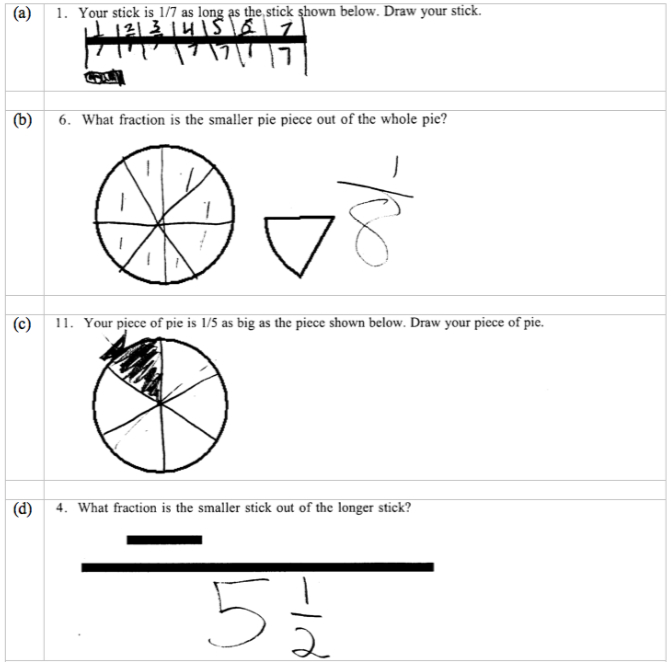 (a) 1. Your stick is 1/7 as long as the stick shown below. Draw your stick.
1 2 3 4 5 6 7
7 7 7 7 7 7 7
(b) 6. What fraction is the smaller pie piece out of the whole pie?
1 1 1 1 1 1 1 1
1/8
(c) 11. Your piece of pie is 1/5 as big as the piece shown below. Draw your piece of pie.
(d) 4. What fraction is the smaller stick out of the longer stick?
5 1/2